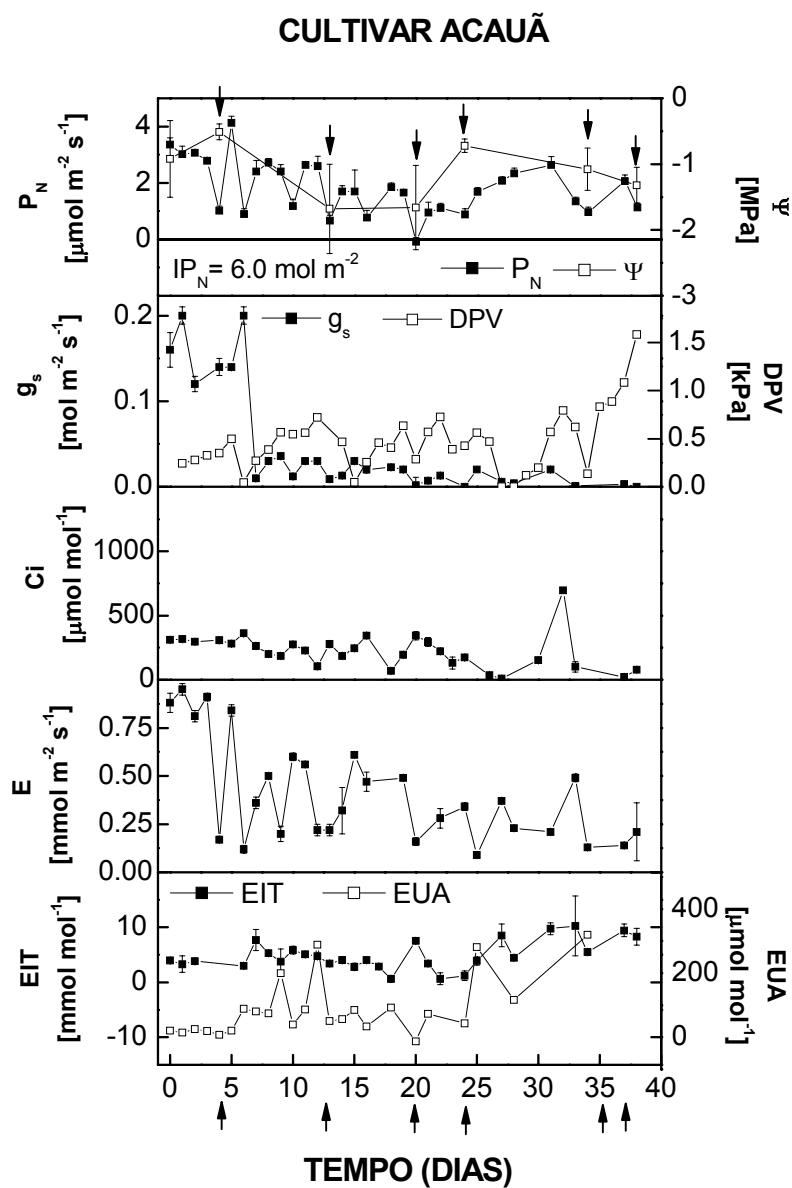 CULTIVAR ACAUÃ
P_N
[μmol m⁻² s⁻¹]
4
2
0
0
-1
-2
-3
Ψ
[MPa]
IP_N= 6.0 mol m⁻²
P_N
Ψ
g_s
[mol m⁻² s⁻¹]
0.2
0.1
0.0
g_s
DPV
1.5
1.0
0.5
0.0
DPV
[kPa]
Ci
[μmol mol⁻¹]
1000
500
0
E
[mmol m⁻² s⁻¹]
0.75
0.50
0.25
0.00
EIT
EUA
EIT
[mmol mol⁻¹]
10
0
-10
400
200
0
EUA
[μmol mol⁻¹]
0 5 10 15 20 25 30 35 40
TEMPO (DIAS)